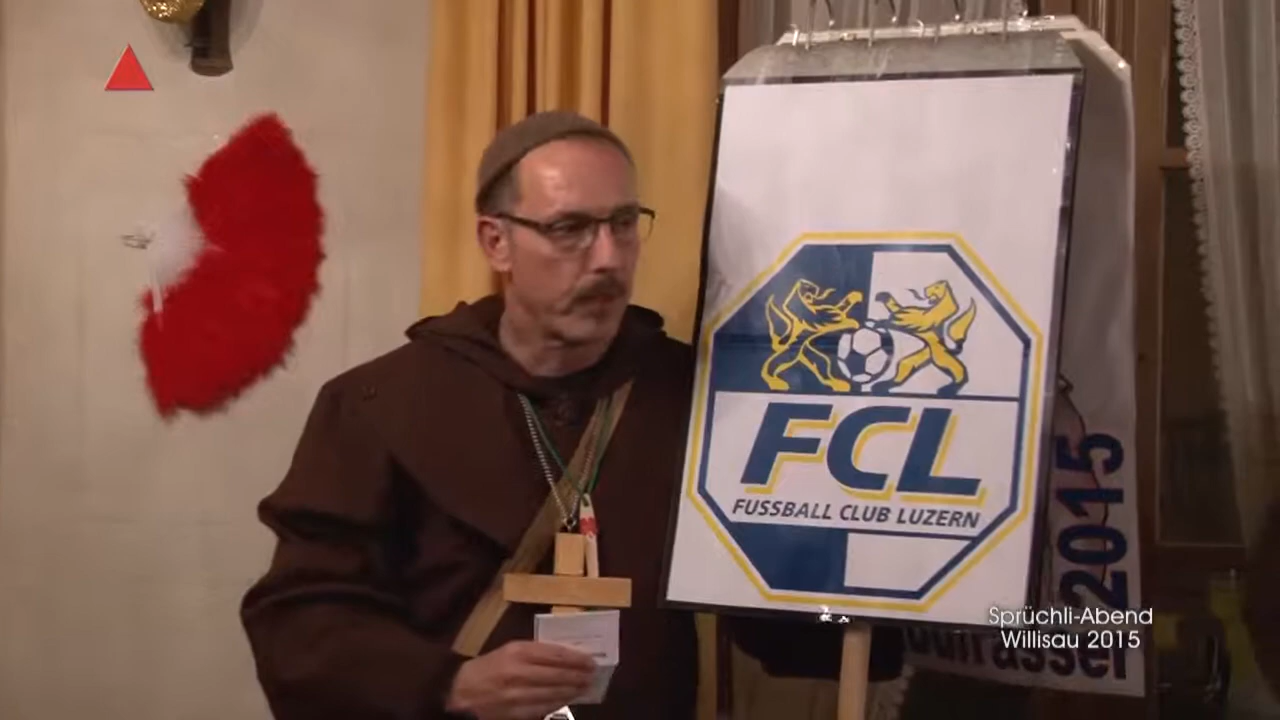 FCL
FUSSBALL CLUB LUZERN
2015
Sprüchli-Abend
Willisau 2015